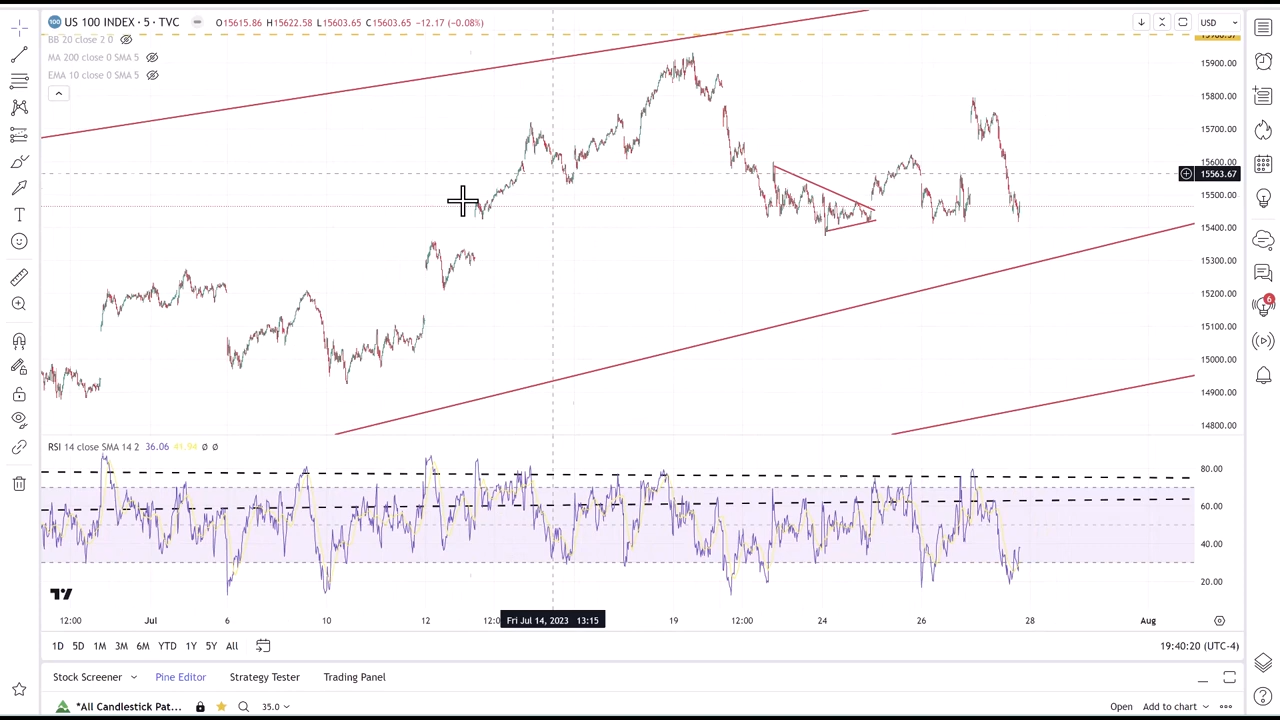 100 US 100 INDEX · 5 · TVC O15615.86 H15622.58 L15603.65 C15603.65 −12.17 (−0.08%) USD
BB 20 close 2 0
MA 200 close 0 SMA 5
EMA 10 close 0 SMA 5
15900.00
15800.00
15700.00
15600.00
15563.67
15500.00
15400.00
15300.00
15200.00
15100.00
15000.00
14900.00
14800.00
RSI 14 close SMA 14 2 36.06 41.94 ø ø
80.00
60.00
40.00
20.00
6
12:00 Jul 6 10 12 Fri Jul 14, 2023 13:15 19 12:00 24 26 28 Aug
1D 5D 1M 3M 6M YTD 1Y 5Y All 19:40:20 (UTC-4)
Stock Screener Pine Editor Strategy Tester Trading Panel
*All Candlestick Pat... 35.0 Open Add to chart